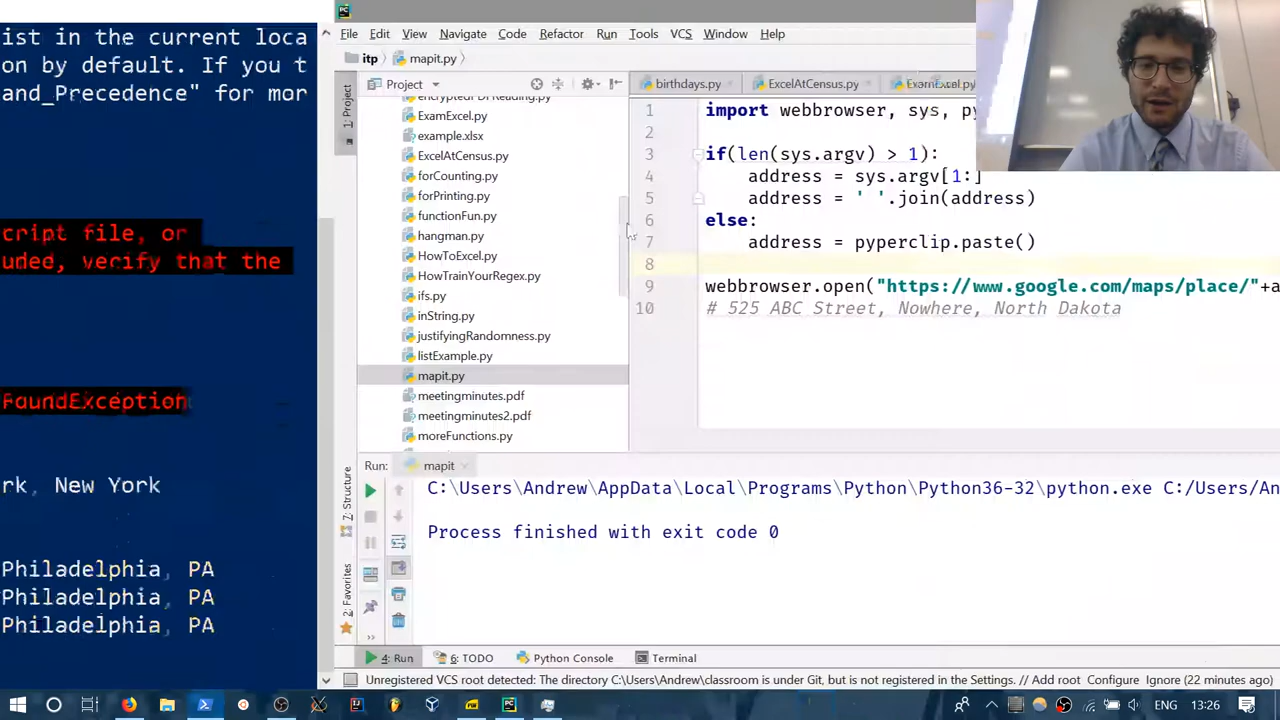 ist in the current loca
on by default. If you t
and_Precedence" for mor
cript file, or
uded, verify that the
FoundException
rk, New York
Philadelphia, PA
Philadelphia, PA
Philadelphia, PA
File Edit View Navigate Code Refactor Run Tools VCS Window Help
itp mapit.py
Project
1: Project
ExamExcel.py
example.xlsx
ExcelAtCensus.py
forCounting.py
forPrinting.py
functionFun.py
hangman.py
HowToExcel.py
HowTrainYourRegex.py
ifs.py
inString.py
justifyingRandomness.py
listExample.py
mapit.py
meetingminutes.pdf
meetingminutes2.pdf
moreFunctions.py
birthdays.py ExcelAtCensus.py ExamExcel.py
1 import webbrowser, sys, py
2
3 if(len(sys.argv) > 1):
4 address = sys.argv[1:]
5 address = ' '.join(address)
6 else:
7 address = pyperclip.paste()
8
9 webbrowser.open("https://www.google.com/maps/place/"+a
10 # 525 ABC Street, Nowhere, North Dakota
Run: mapit
C:\Users\Andrew\AppData\Local\Programs\Python\Python36-32\python.exe C:/Users/An
Process finished with exit code 0
7: Structure
2: Favorites
4: Run 6: TODO Python Console Terminal
Unregistered VCS root detected: The directory C:\Users\Andrew\classroom is under Git, but is not registered in the Settings. // Add root Configure Ignore (22 minutes ago)
ENG 13:26